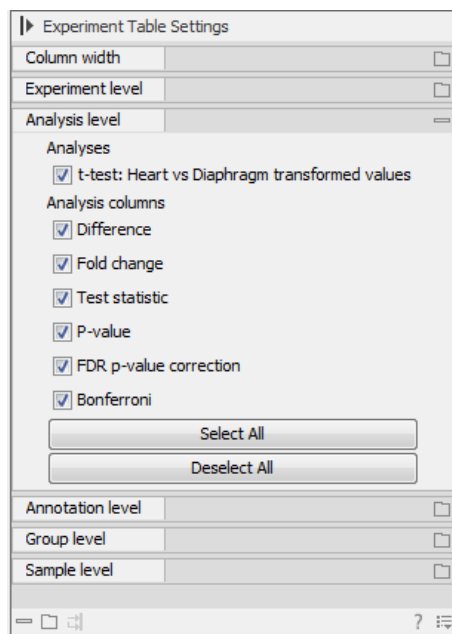 Experiment Table Settings
Column width
Experiment level
Analysis level
Analyses
t-test: Heart vs Diaphragm transformed values
Analysis columns
Difference
Fold change
Test statistic
P-value
FDR p-value correction
Bonferroni
Select All
Deselect All
Annotation level
Group level
Sample level
?